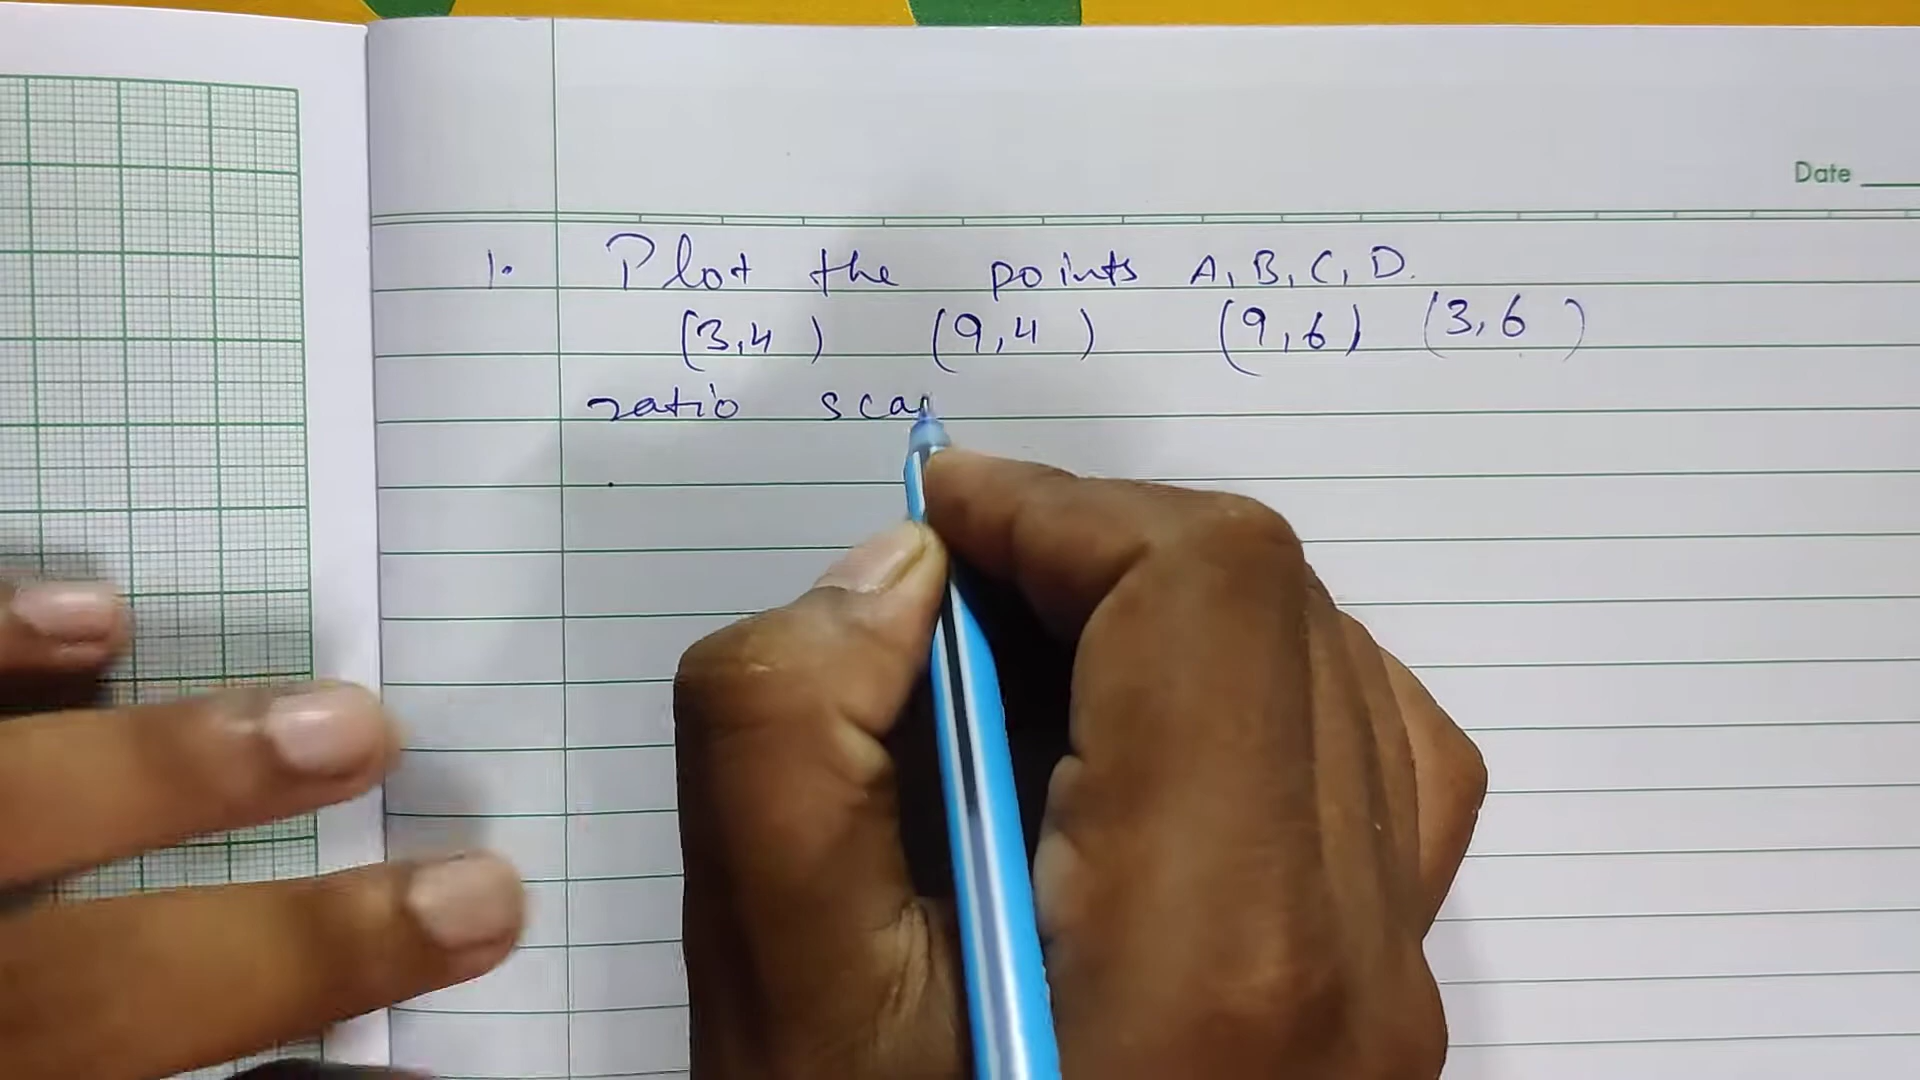 Date
1. Plot the points A, B, C, D.
(3,4) (9,4) (9,6) (3,6)
ratio sca